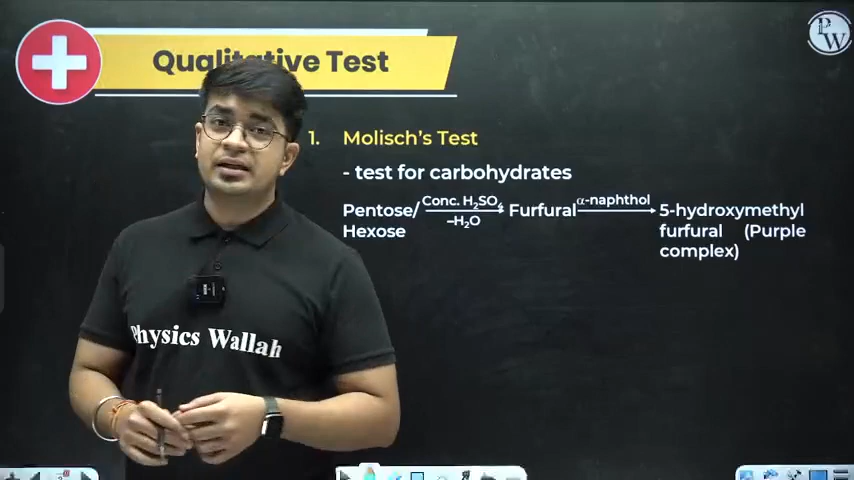 Qualitative Test
PW
1. Molisch's Test
- test for carbohydrates
Pentose/ Conc. H₂SO₄ Furfural α-naphthol 5-hydroxymethyl
–H₂O
Hexose furfural (Purple
complex)
Physics Wallah